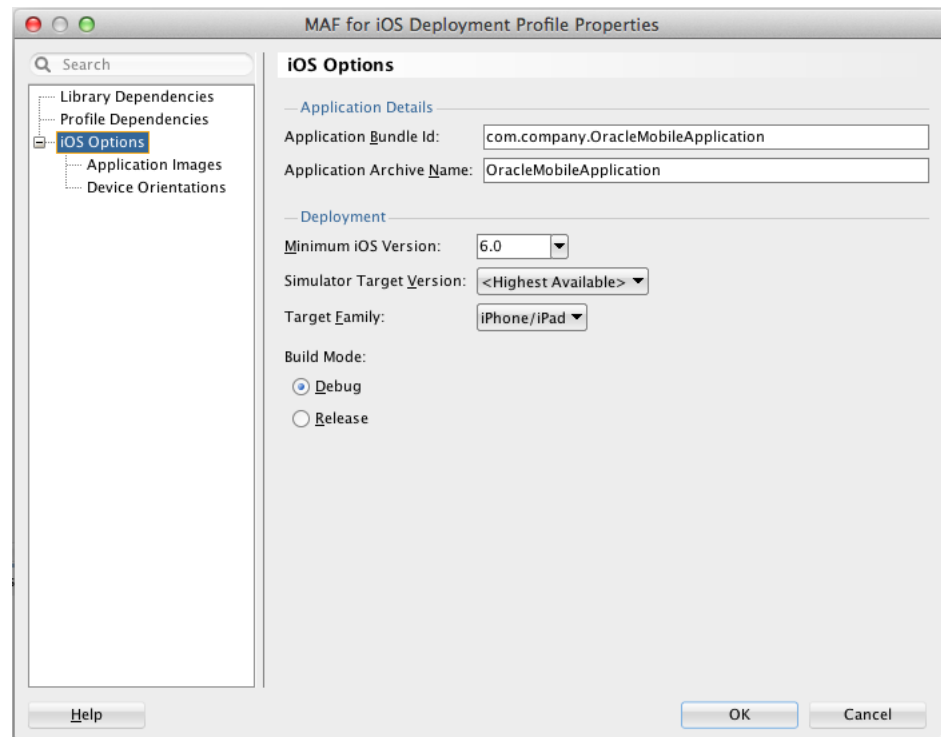 MAF for iOS Deployment Profile Properties
Search
Library Dependencies
Profile Dependencies
iOS Options
Application Images
Device Orientations
iOS Options
Application Details
Application Bundle Id: com.company.OracleMobileApplication
Application Archive Name: OracleMobileApplication
Deployment
Minimum iOS Version: 6.0
Simulator Target Version: <Highest Available>
Target Family: iPhone/iPad
Build Mode:
Debug
Release
Help
OK
Cancel